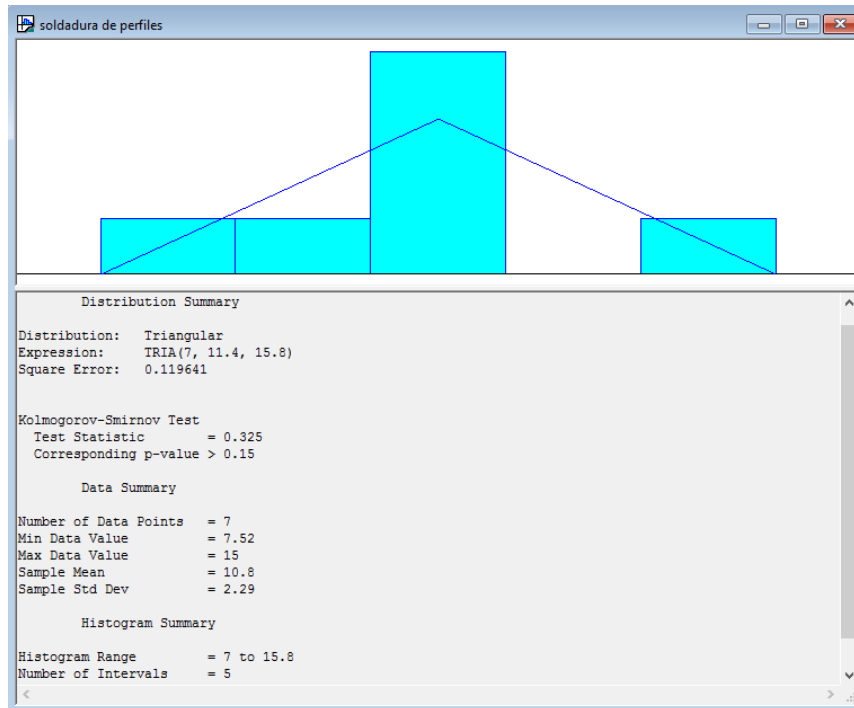 soldadura de perfiles
Distribution Summary
Distribution: Triangular
Expression: TRIA(7, 11.4, 15.8)
Square Error: 0.119641
Kolmogorov-Smirnov Test
Test Statistic = 0.325
Corresponding p-value > 0.15
Data Summary
Number of Data Points = 7
Min Data Value = 7.52
Max Data Value = 15
Sample Mean = 10.8
Sample Std Dev = 2.29
Histogram Summary
Histogram Range = 7 to 15.8
Number of Intervals = 5